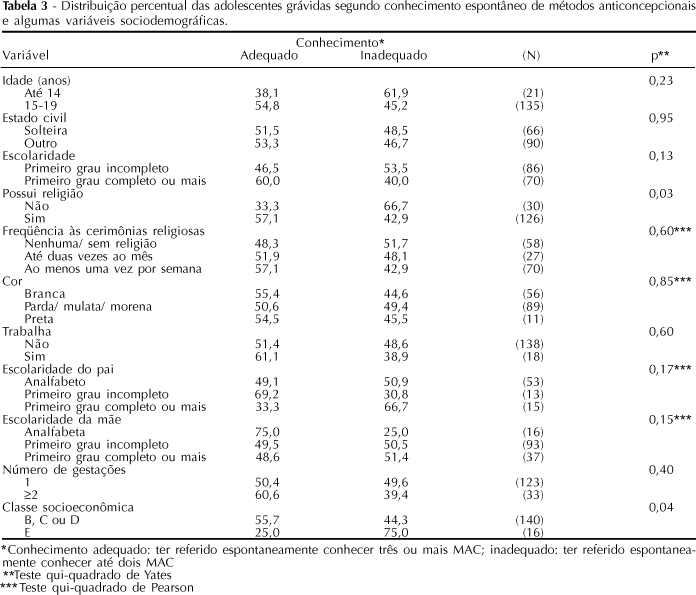 Tabela 3 - Distribuição percentual das adolescentes grávidas segundo conhecimento espontâneo de métodos anticoncepcionais
e algumas variáveis sociodemográficas.
Conhecimento*
Variável Adequado Inadequado (N) p**
Idade (anos) 0,23
Até 14 38,1 61,9 (21)
15-19 54,8 45,2 (135)
Estado civil 0,95
Solteira 51,5 48,5 (66)
Outro 53,3 46,7 (90)
Escolaridade 0,13
Primeiro grau incompleto 46,5 53,5 (86)
Primeiro grau completo ou mais 60,0 40,0 (70)
Possui religião 0,03
Não 33,3 66,7 (30)
Sim 57,1 42,9 (126)
Freqüência às cerimônias religiosas 0,60***
Nenhuma/ sem religião 48,3 51,7 (58)
Até duas vezes ao mês 51,9 48,1 (27)
Ao menos uma vez por semana 57,1 42,9 (70)
Cor 0,85***
Branca 55,4 44,6 (56)
Parda/ mulata/ morena 50,6 49,4 (89)
Preta 54,5 45,5 (11)
Trabalha 0,60
Não 51,4 48,6 (138)
Sim 61,1 38,9 (18)
Escolaridade do pai 0,17***
Analfabeto 49,1 50,9 (53)
Primeiro grau incompleto 69,2 30,8 (13)
Primeiro grau completo ou mais 33,3 66,7 (15)
Escolaridade da mãe 0,15***
Analfabeta 75,0 25,0 (16)
Primeiro grau incompleto 49,5 50,5 (93)
Primeiro grau completo ou mais 48,6 51,4 (37)
Número de gestações 0,40
1 50,4 49,6 (123)
≥2 60,6 39,4 (33)
Classe socioeconômica 0,04
B, C ou D 55,7 44,3 (140)
E 25,0 75,0 (16)
*Conhecimento adequado: ter referido espontaneamente conhecer três ou mais MAC; inadequado: ter referido espontanea-
mente conhecer até dois MAC
**Teste qui-quadrado de Yates
***Teste qui-quadrado de Pearson